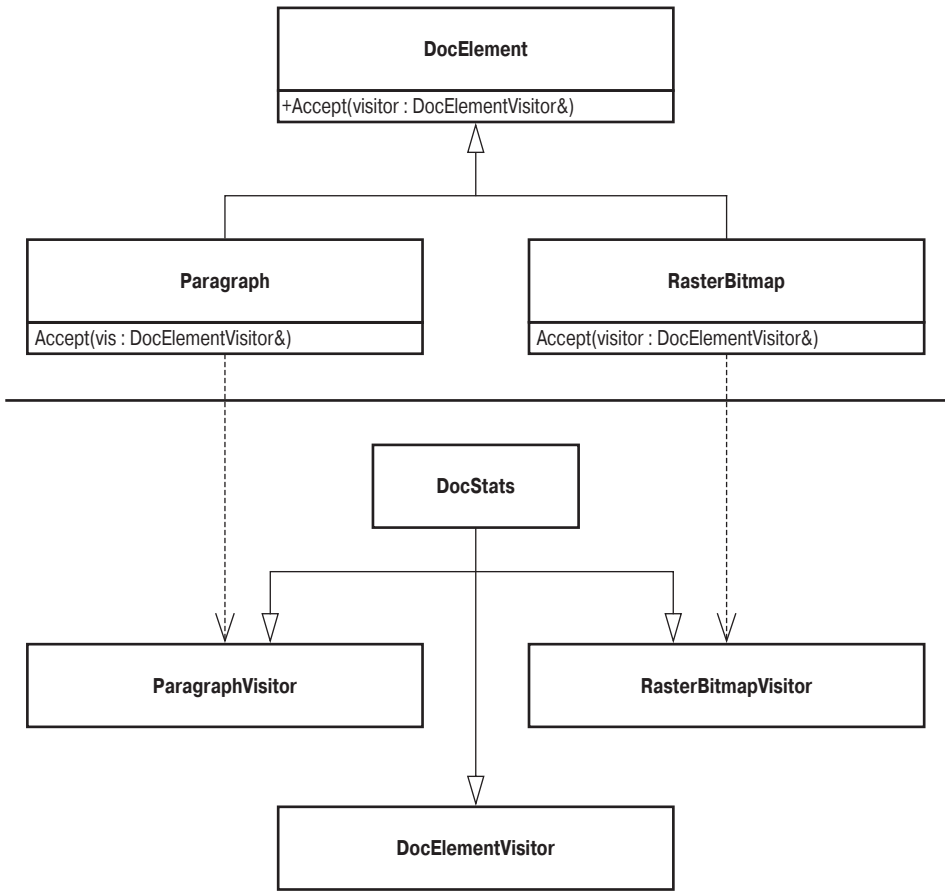 DocElement
+Accept(visitor : DocElementVisitor&)
Paragraph
Accept(vis : DocElementVisitor&)
RasterBitmap
Accept(visitor : DocElementVisitor&)
DocStats
ParagraphVisitor
RasterBitmapVisitor
DocElementVisitor